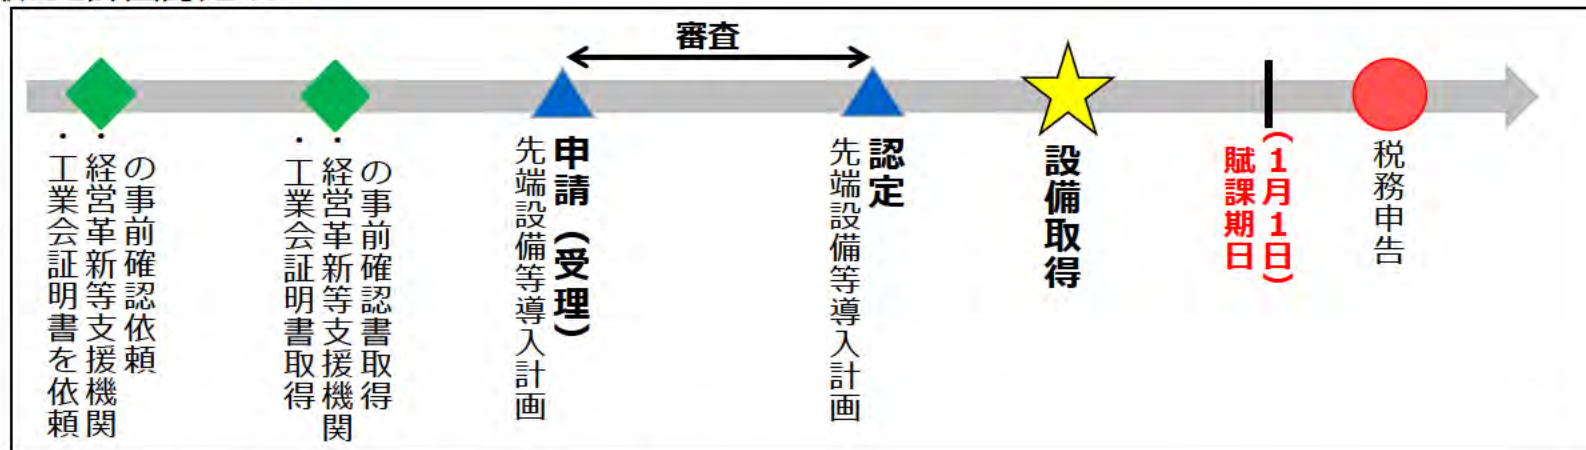 審査
・経営革新等支援機関
の事前確認依頼
・工業会証明書を依頼
・経営革新等支援機関
の事前確認書取得
・工業会証明書取得
申請（受理）
先端設備等導入計画
認定
先端設備等導入計画
設備取得
（1月1日）
賦課期日
税務申告